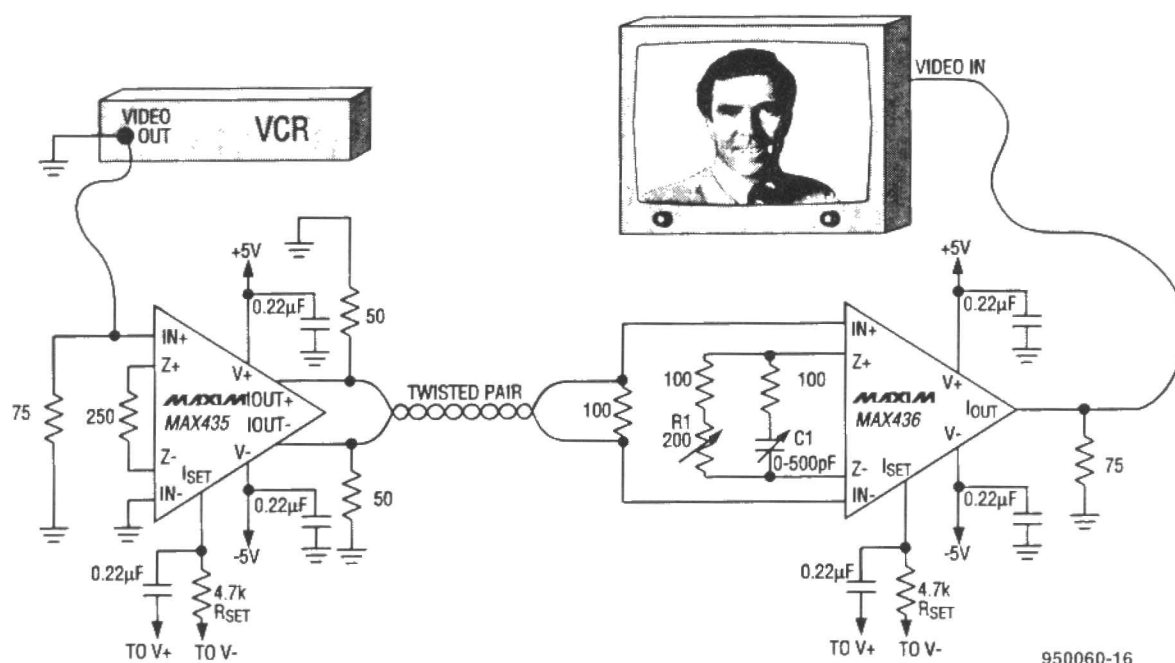 VIDEO OUT
VCR
VIDEO IN
+5V
0.22µF
50
IN+
Z+
V+
MAXIM
MAX435
IOUT+
IOUT-
V-
Z-
ISET
IN-
75
250
0.22µF
50
-5V
0.22µF
4.7k
RSET
TO V+
TO V-
TWISTED PAIR
100
100
R1
200
100
C1
0-500pF
+5V
0.22µF
IN+
Z+
V+
MAXIM
MAX436
IOUT
V-
Z-
ISET
IN-
75
0.22µF
-5V
0.22µF
4.7k
RSET
TO V+
TO V-
950060-16